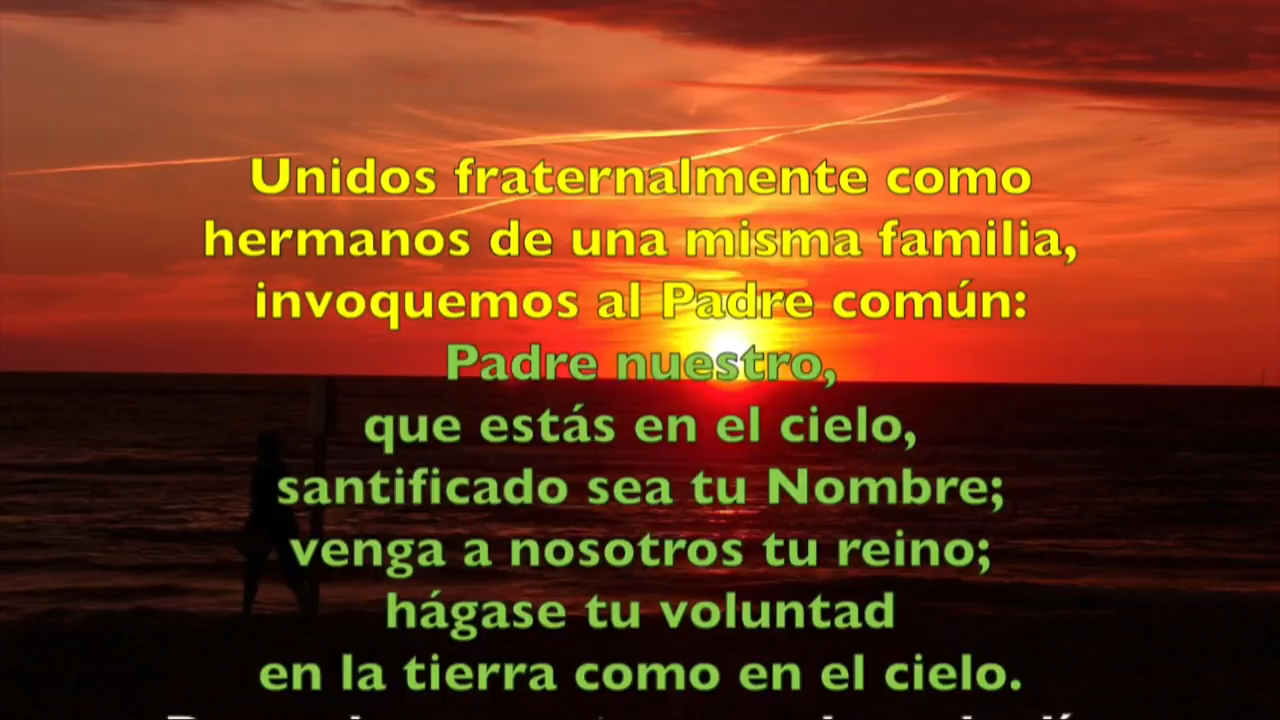 Unidos fraternalmente como
hermanos de una misma familia,
invoquemos al Padre común:
Padre nuestro,
que estás en el cielo,
santificado sea tu Nombre;
venga a nosotros tu reino;
hágase tu voluntad
en la tierra como en el cielo.